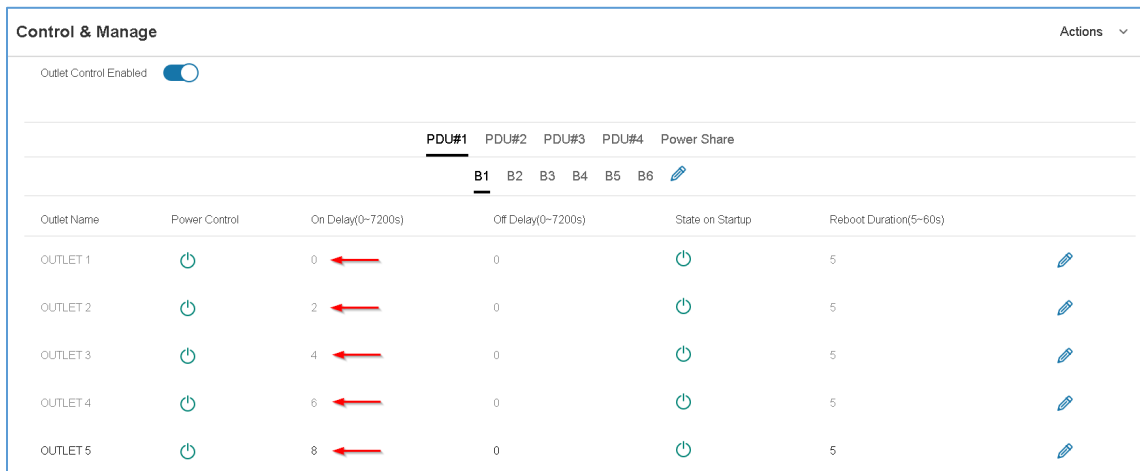 Control & Manage Actions
Outlet Control Enabled
PDU#1 PDU#2 PDU#3 PDU#4 Power Share
B1 B2 B3 B4 B5 B6
Outlet Name Power Control On Delay(0~7200s) Off Delay(0~7200s) State on Startup Reboot Duration(5~60s)
OUTLET 1 0 0 5
OUTLET 2 2 0 5
OUTLET 3 4 0 5
OUTLET 4 6 0 5
OUTLET 5 8 0 5